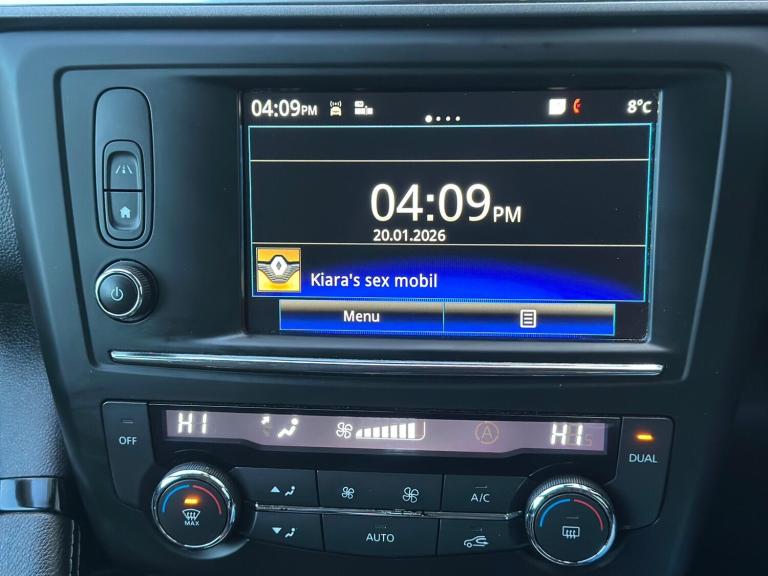 04:09PM
8°c
04:09PM
20.01.2026
Kiara's sex mobil
Menu
HI
HI
OFF
A
DUAL
MAX
A/C
AUTO